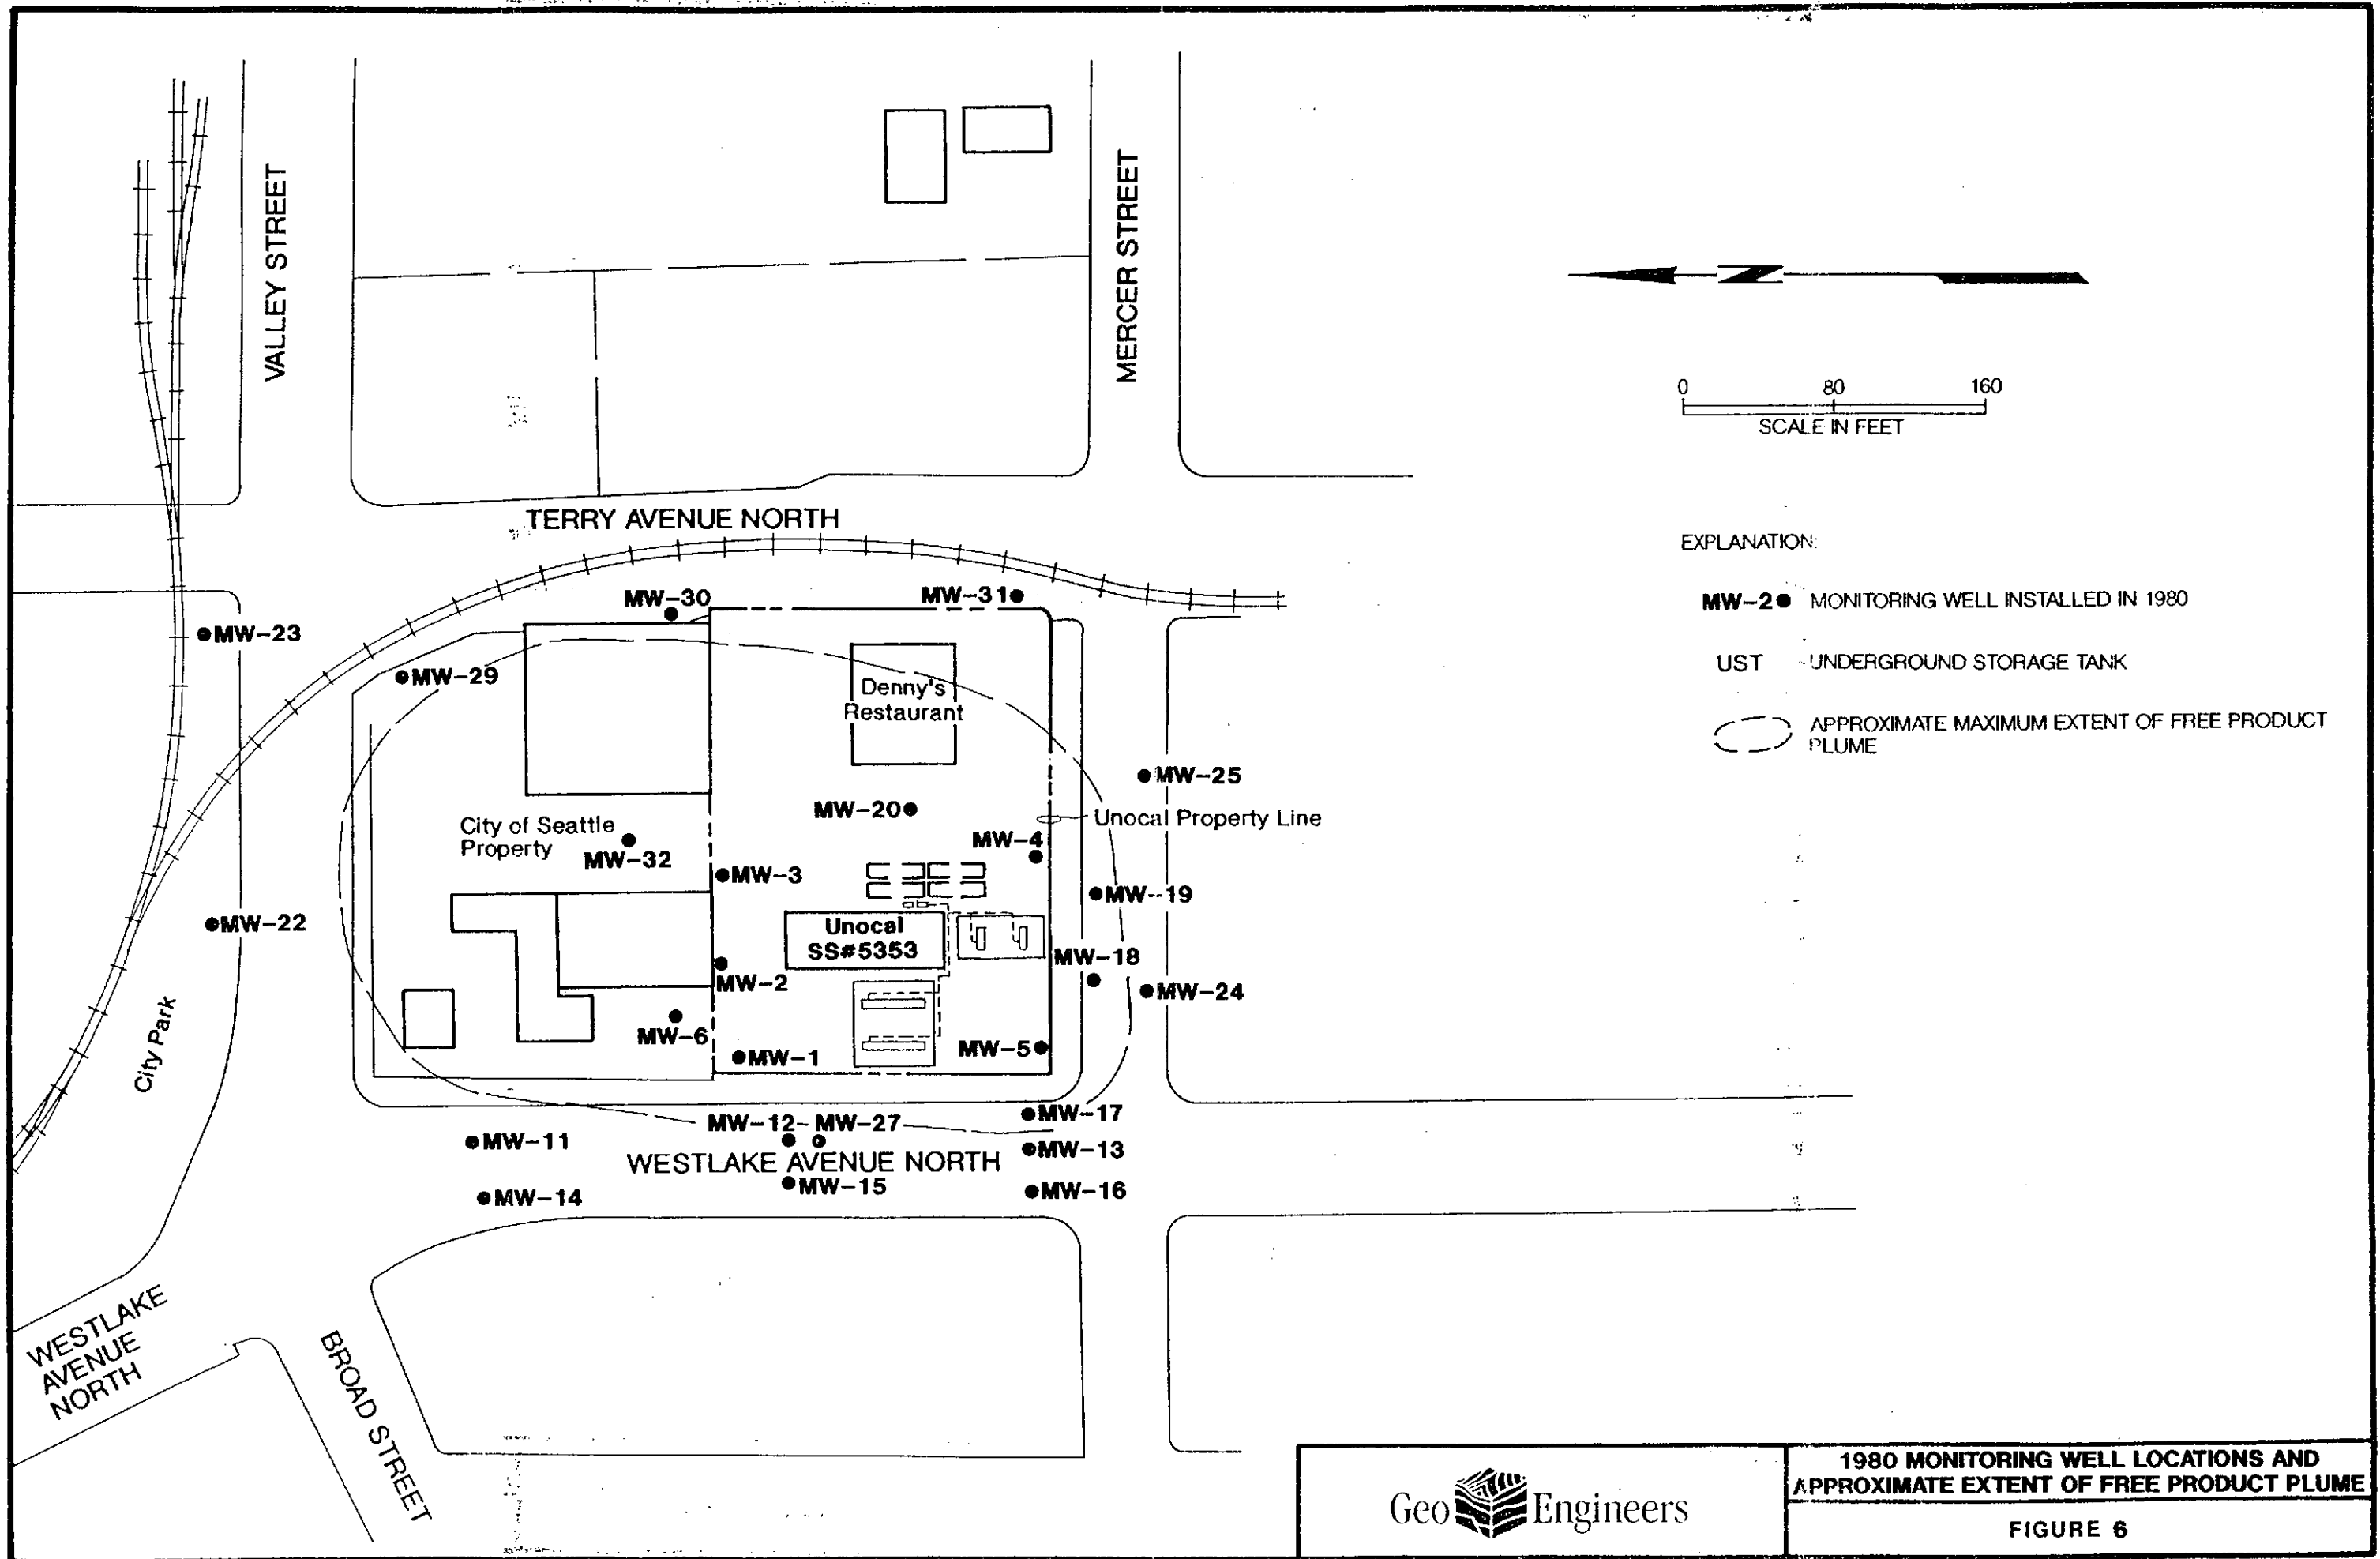 VALLEY STREET
MERCER STREET
0 80 160
SCALE IN FEET
TERRY AVENUE NORTH
EXPLANATION:
MW-2 MONITORING WELL INSTALLED IN 1980
UST UNDERGROUND STORAGE TANK
APPROXIMATE MAXIMUM EXTENT OF FREE PRODUCT
PLUME
MW-30
MW-31
MW-23
MW-29
Denny's
Restaurant
MW-25
MW-20
Unocal Property Line
City of Seattle
Property
MW-32
MW-4
MW-3
MW-19
MW-22
Unocal
SS#5353
MW-18
MW-2
MW-24
MW-6
MW-1
MW-5
City Park
MW-17
MW-12
MW-27
MW-11
MW-13
WESTLAKE AVENUE NORTH
MW-14
MW-15
MW-16
WESTLAKE
AVENUE
NORTH
BROAD STREET
Geo Engineers
1980 MONITORING WELL LOCATIONS AND
APPROXIMATE EXTENT OF FREE PRODUCT PLUME
FIGURE 6